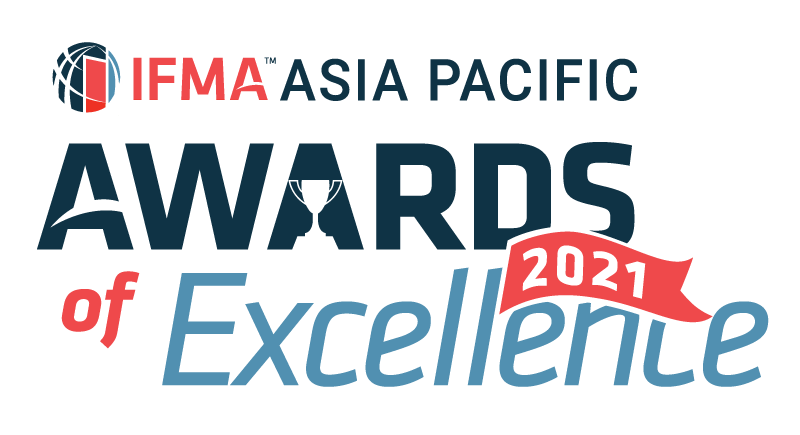 IFMA™ ASIA PACIFIC
AWARDS
2021
of Excellence